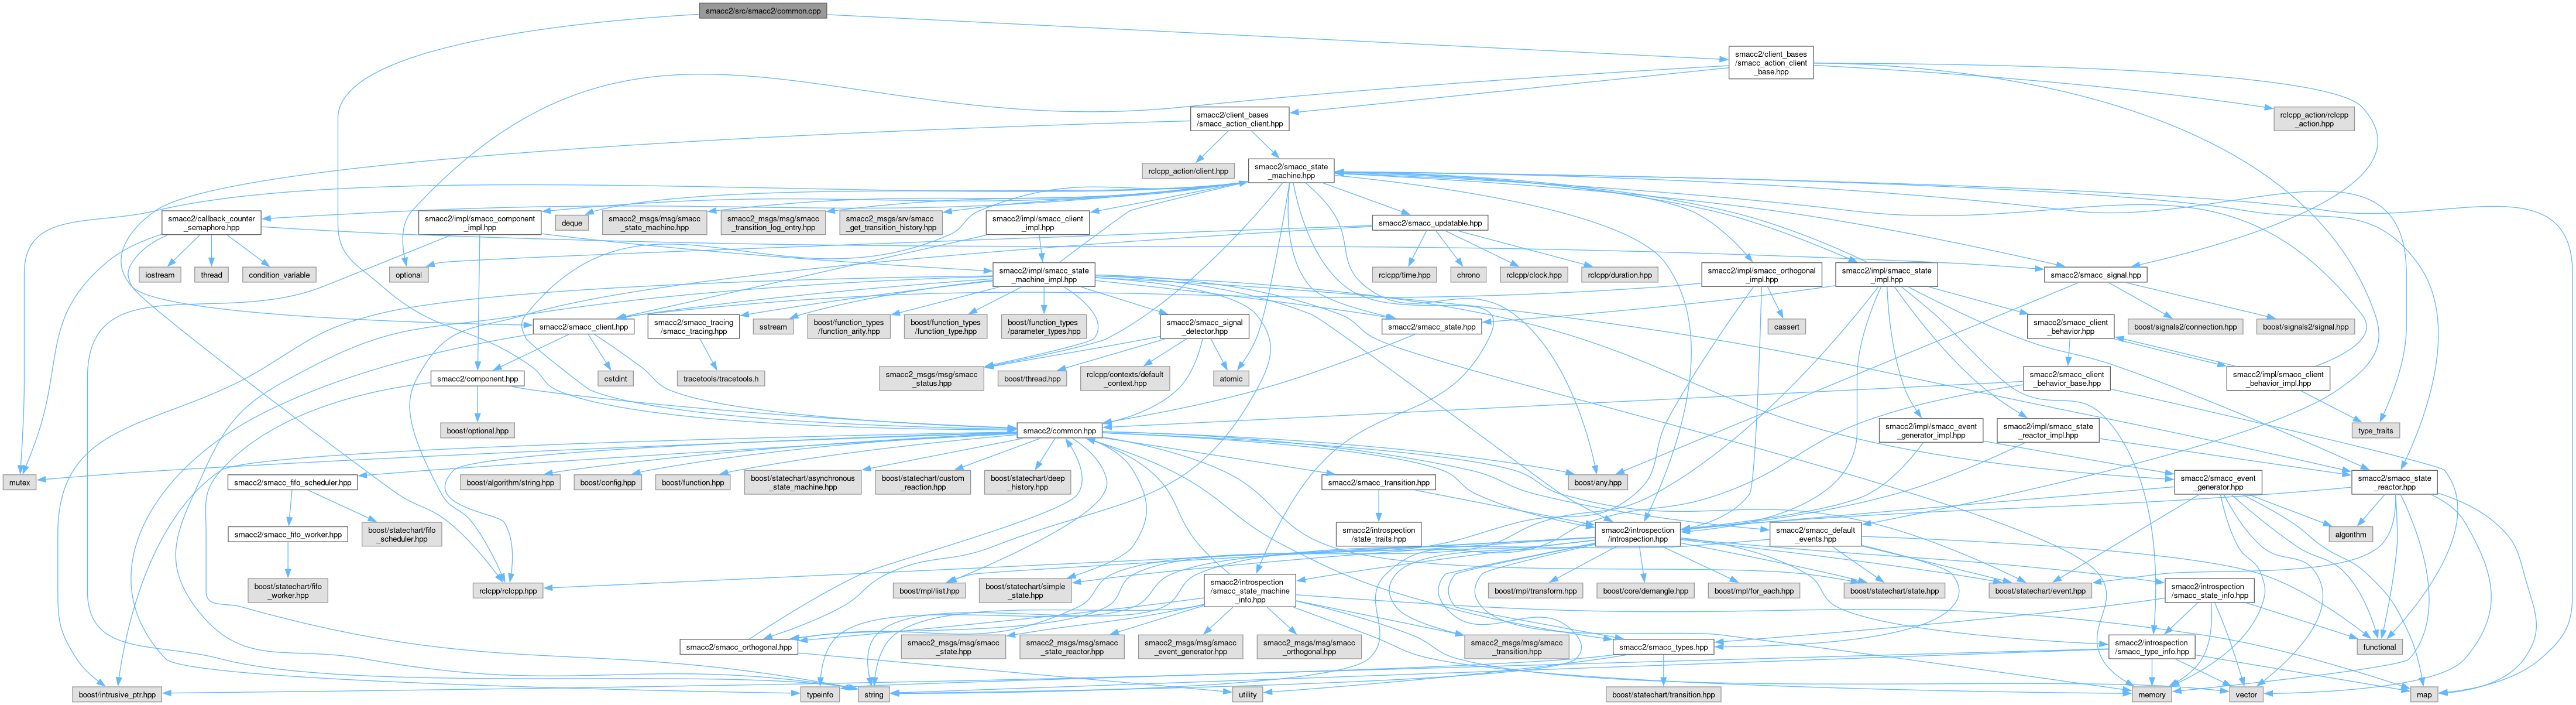 smacc2/src/smacc2/common.cpp
smacc2/client_bases
/smacc_action_client
_base.hpp
smacc2/client_bases
/smacc_action_client.hpp
rclcpp_action/rclcpp
_action.hpp
rclcpp_action/client.hpp
smacc2/smacc_state
_machine.hpp
smacc2/callback_counter
_semaphore.hpp
smacc2/impl/smacc_component
_impl.hpp
deque
smacc2_msgs/msg/smacc
_state_machine.hpp
smacc2_msgs/msg/smacc
_transition_log_entry.hpp
smacc2_msgs/srv/smacc
_get_transition_history.hpp
smacc2/impl/smacc_client
_impl.hpp
smacc2/smacc_updatable.hpp
iostream
thread
condition_variable
optional
smacc2/impl/smacc_state
_machine_impl.hpp
rclcpp/time.hpp
chrono
rclcpp/clock.hpp
rclcpp/duration.hpp
smacc2/impl/smacc_orthogonal
_impl.hpp
smacc2/impl/smacc_state
_impl.hpp
smacc2/smacc_signal.hpp
smacc2/smacc_client.hpp
smacc2/smacc_tracing
/smacc_tracing.hpp
sstream
boost/function_types
/function_arity.hpp
boost/function_types
/function_type.hpp
boost/function_types
/parameter_types.hpp
smacc2/smacc_signal
_detector.hpp
smacc2/smacc_state.hpp
cassert
smacc2/smacc_client
_behavior.hpp
boost/signals2/connection.hpp
boost/signals2/signal.hpp
smacc2/component.hpp
cstdint
tracetools/tracetools.h
smacc2_msgs/msg/smacc
_status.hpp
boost/thread.hpp
rclcpp/contexts/default
_context.hpp
atomic
smacc2/smacc_client
_behavior_base.hpp
smacc2/impl/smacc_client
_behavior_impl.hpp
boost/optional.hpp
smacc2/common.hpp
smacc2/impl/smacc_event
_generator_impl.hpp
smacc2/impl/smacc_state
_reactor_impl.hpp
type_traits
mutex
smacc2/smacc_fifo_scheduler.hpp
boost/algorithm/string.hpp
boost/config.hpp
boost/function.hpp
boost/statechart/asynchronous
_state_machine.hpp
boost/statechart/custom
_reaction.hpp
boost/statechart/deep
_history.hpp
smacc2/smacc_transition.hpp
boost/any.hpp
smacc2/smacc_event
_generator.hpp
smacc2/smacc_state
_reactor.hpp
smacc2/smacc_fifo_worker.hpp
boost/statechart/fifo
_scheduler.hpp
smacc2/introspection
/state_traits.hpp
smacc2/introspection
/introspection.hpp
smacc2/smacc_default
_events.hpp
algorithm
boost/statechart/fifo
_worker.hpp
rclcpp/rclcpp.hpp
boost/mpl/list.hpp
boost/statechart/simple
_state.hpp
smacc2/introspection
/smacc_state_machine
_info.hpp
boost/mpl/transform.hpp
boost/core/demangle.hpp
boost/mpl/for_each.hpp
boost/statechart/state.hpp
boost/statechart/event.hpp
smacc2/introspection
/smacc_state_info.hpp
smacc2/smacc_orthogonal.hpp
smacc2_msgs/msg/smacc
_state.hpp
smacc2_msgs/msg/smacc
_state_reactor.hpp
smacc2_msgs/msg/smacc
_event_generator.hpp
smacc2_msgs/msg/smacc
_orthogonal.hpp
smacc2_msgs/msg/smacc
_transition.hpp
smacc2/smacc_types.hpp
smacc2/introspection
/smacc_type_info.hpp
functional
boost/intrusive_ptr.hpp
typeinfo
string
utility
boost/statechart/transition.hpp
memory
vector
map